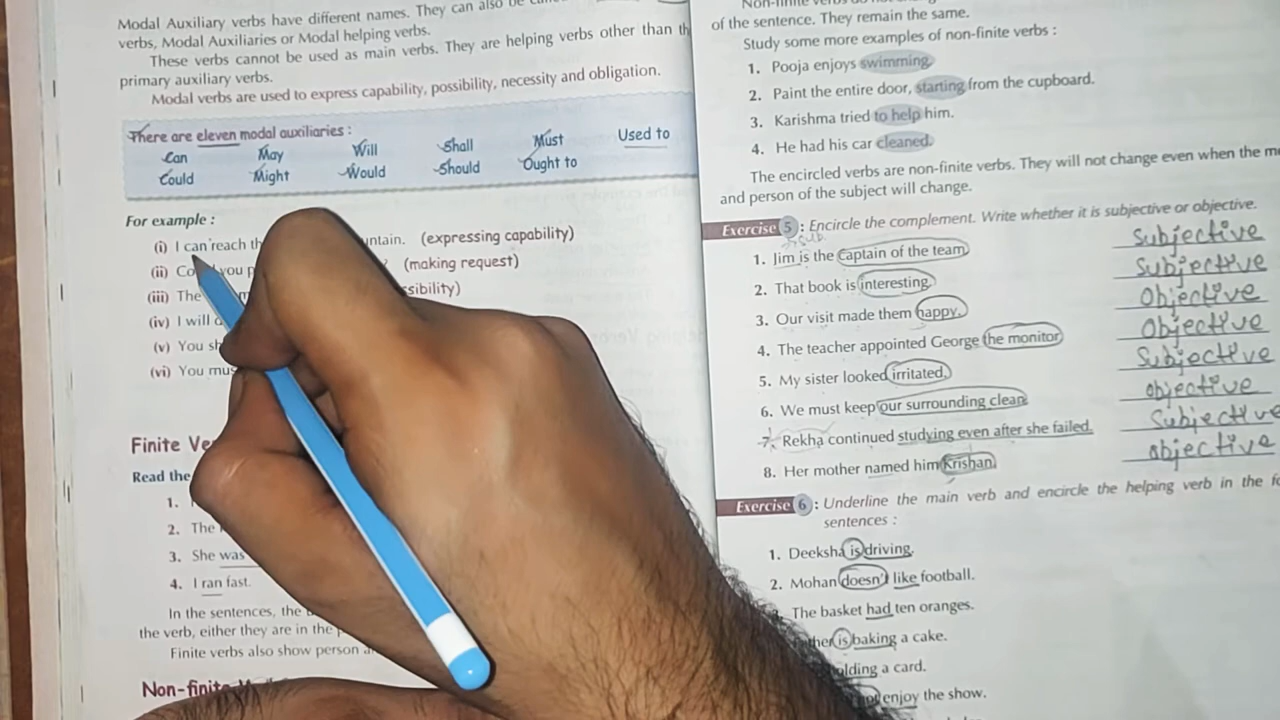 Modal Auxiliary verbs have different names. They can also be
verbs, Modal Auxiliaries or Modal helping verbs.
These verbs cannot be used as main verbs. They are helping verbs other than
primary auxiliary verbs.
Modal verbs are used to express capability, possibility, necessity and obligation.
There are eleven modal auxiliaries :
Can May Will Shall Must Used to
Could Might Would Should Ought to
For example :
(i) I can reach (expressing capability)
(ii) you (making request)
(iii) The
(iv) I will
(v) You
(vi) You
Finite
Read the
1.
2. The
3. She was
4. I ran fast.
In the sentences, the
the verb, either they are in the
Finite verbs also show person
of the sentence. They remain the same.
Study some more examples of non-finite verbs :
1. Pooja enjoys swimming.
2. Paint the entire door, starting from the cupboard.
3. Karishma tried to help him.
4. He had his car cleaned.
The encircled verbs are non-finite verbs. They will not change even when the
and person of the subject will change.
Exercise 5 : Encircle the complement. Write whether it is subjective or objective.
1. Jim is the Captain of the team. Subjective
2. That book is interesting. Subjective
3. Our visit made them happy. Objective
4. The teacher appointed George the monitor. Objective
5. My sister looked irritated. Subjective
6. We must keep our surrounding clean. objective
7. Rekha continued studying even after she failed. Subjective
8. Her mother named him Krishan. objective
Exercise 6 : Underline the main verb and encircle the helping verb in the
sentences :
1. Deeksha is driving.
2. Mohan doesn't like football.
The basket had ten oranges.
is baking a cake.
a card.
enjoy the show.